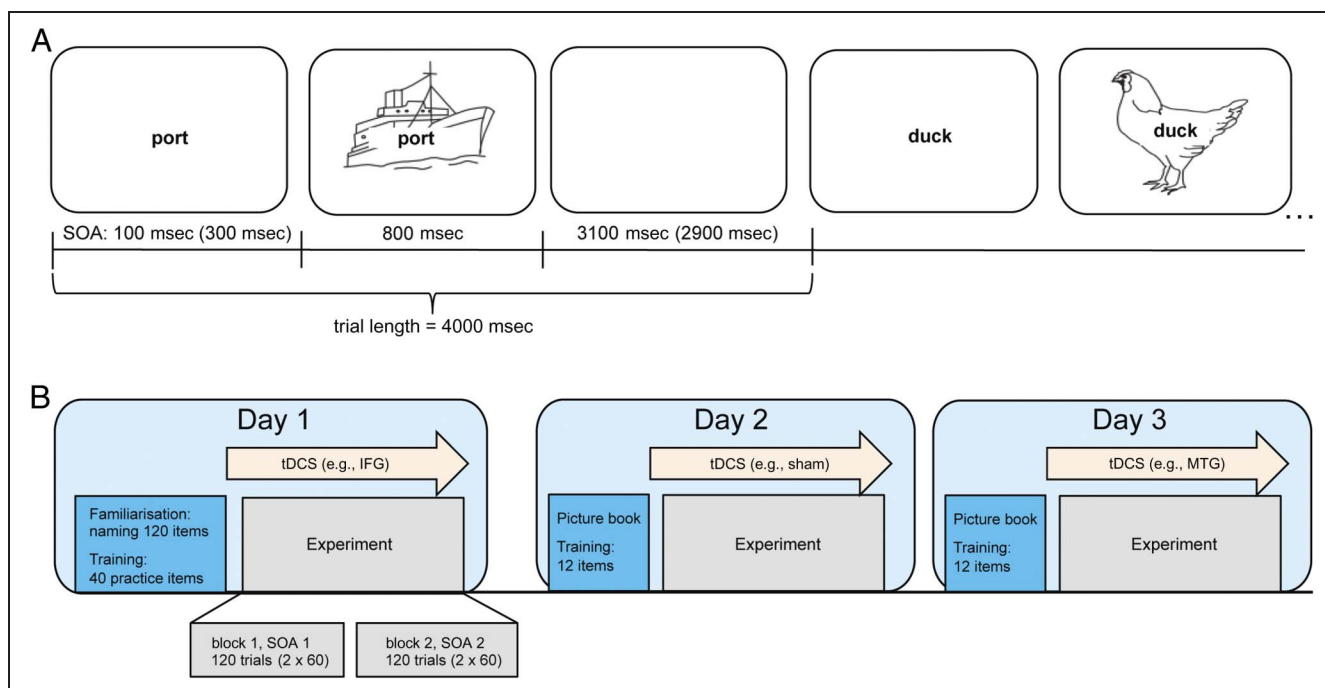 A
port
port
duck
duck
...
SOA: 100 msec (300 msec)
800 msec
3100 msec (2900 msec)
trial length = 4000 msec
B
Day 1
tDCS (e.g., IFG)
Familiarisation:
naming 120 items
Training:
40 practice items
Experiment
block 1, SOA 1
120 trials (2 x 60)
block 2, SOA 2
120 trials (2 x 60)
Day 2
tDCS (e.g., sham)
Picture book
Training:
12 items
Experiment
Day 3
tDCS (e.g., MTG)
Picture book
Training:
12 items
Experiment